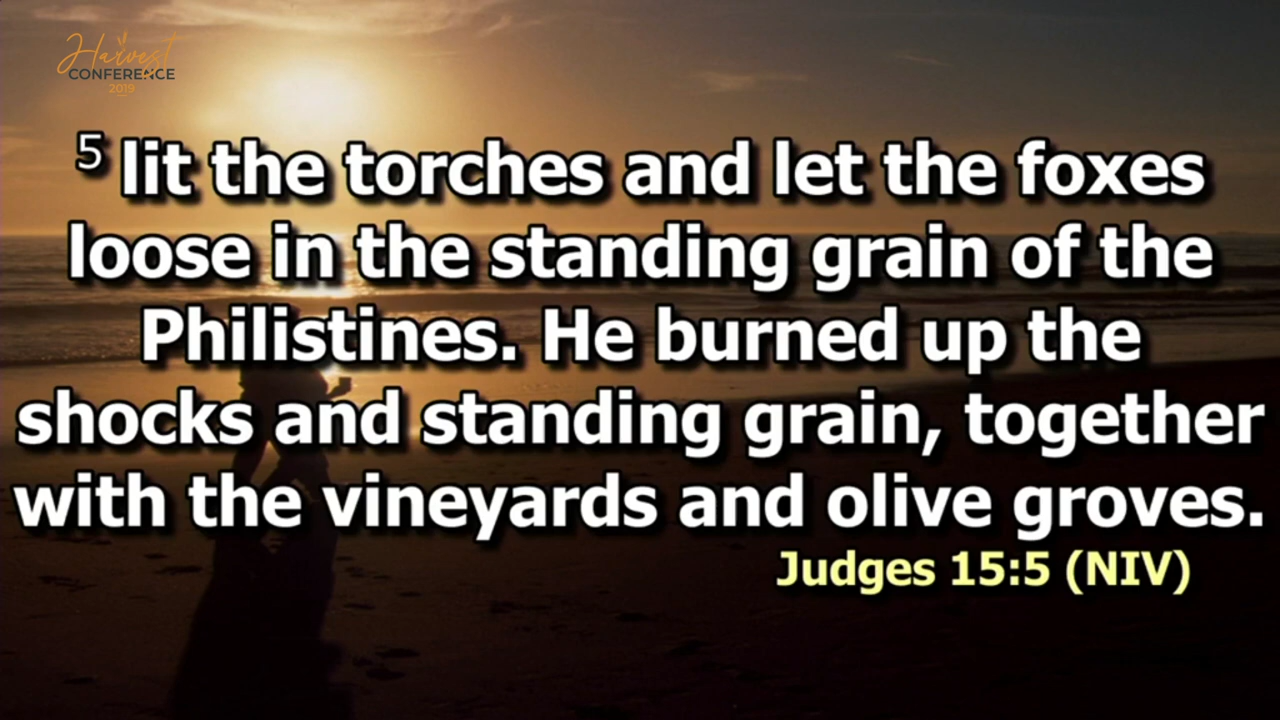 Harvest
CONFERENCE
2019
5 lit the torches and let the foxes
loose in the standing grain of the
Philistines. He burned up the
shocks and standing grain, together
with the vineyards and olive groves.
Judges 15:5 (NIV)